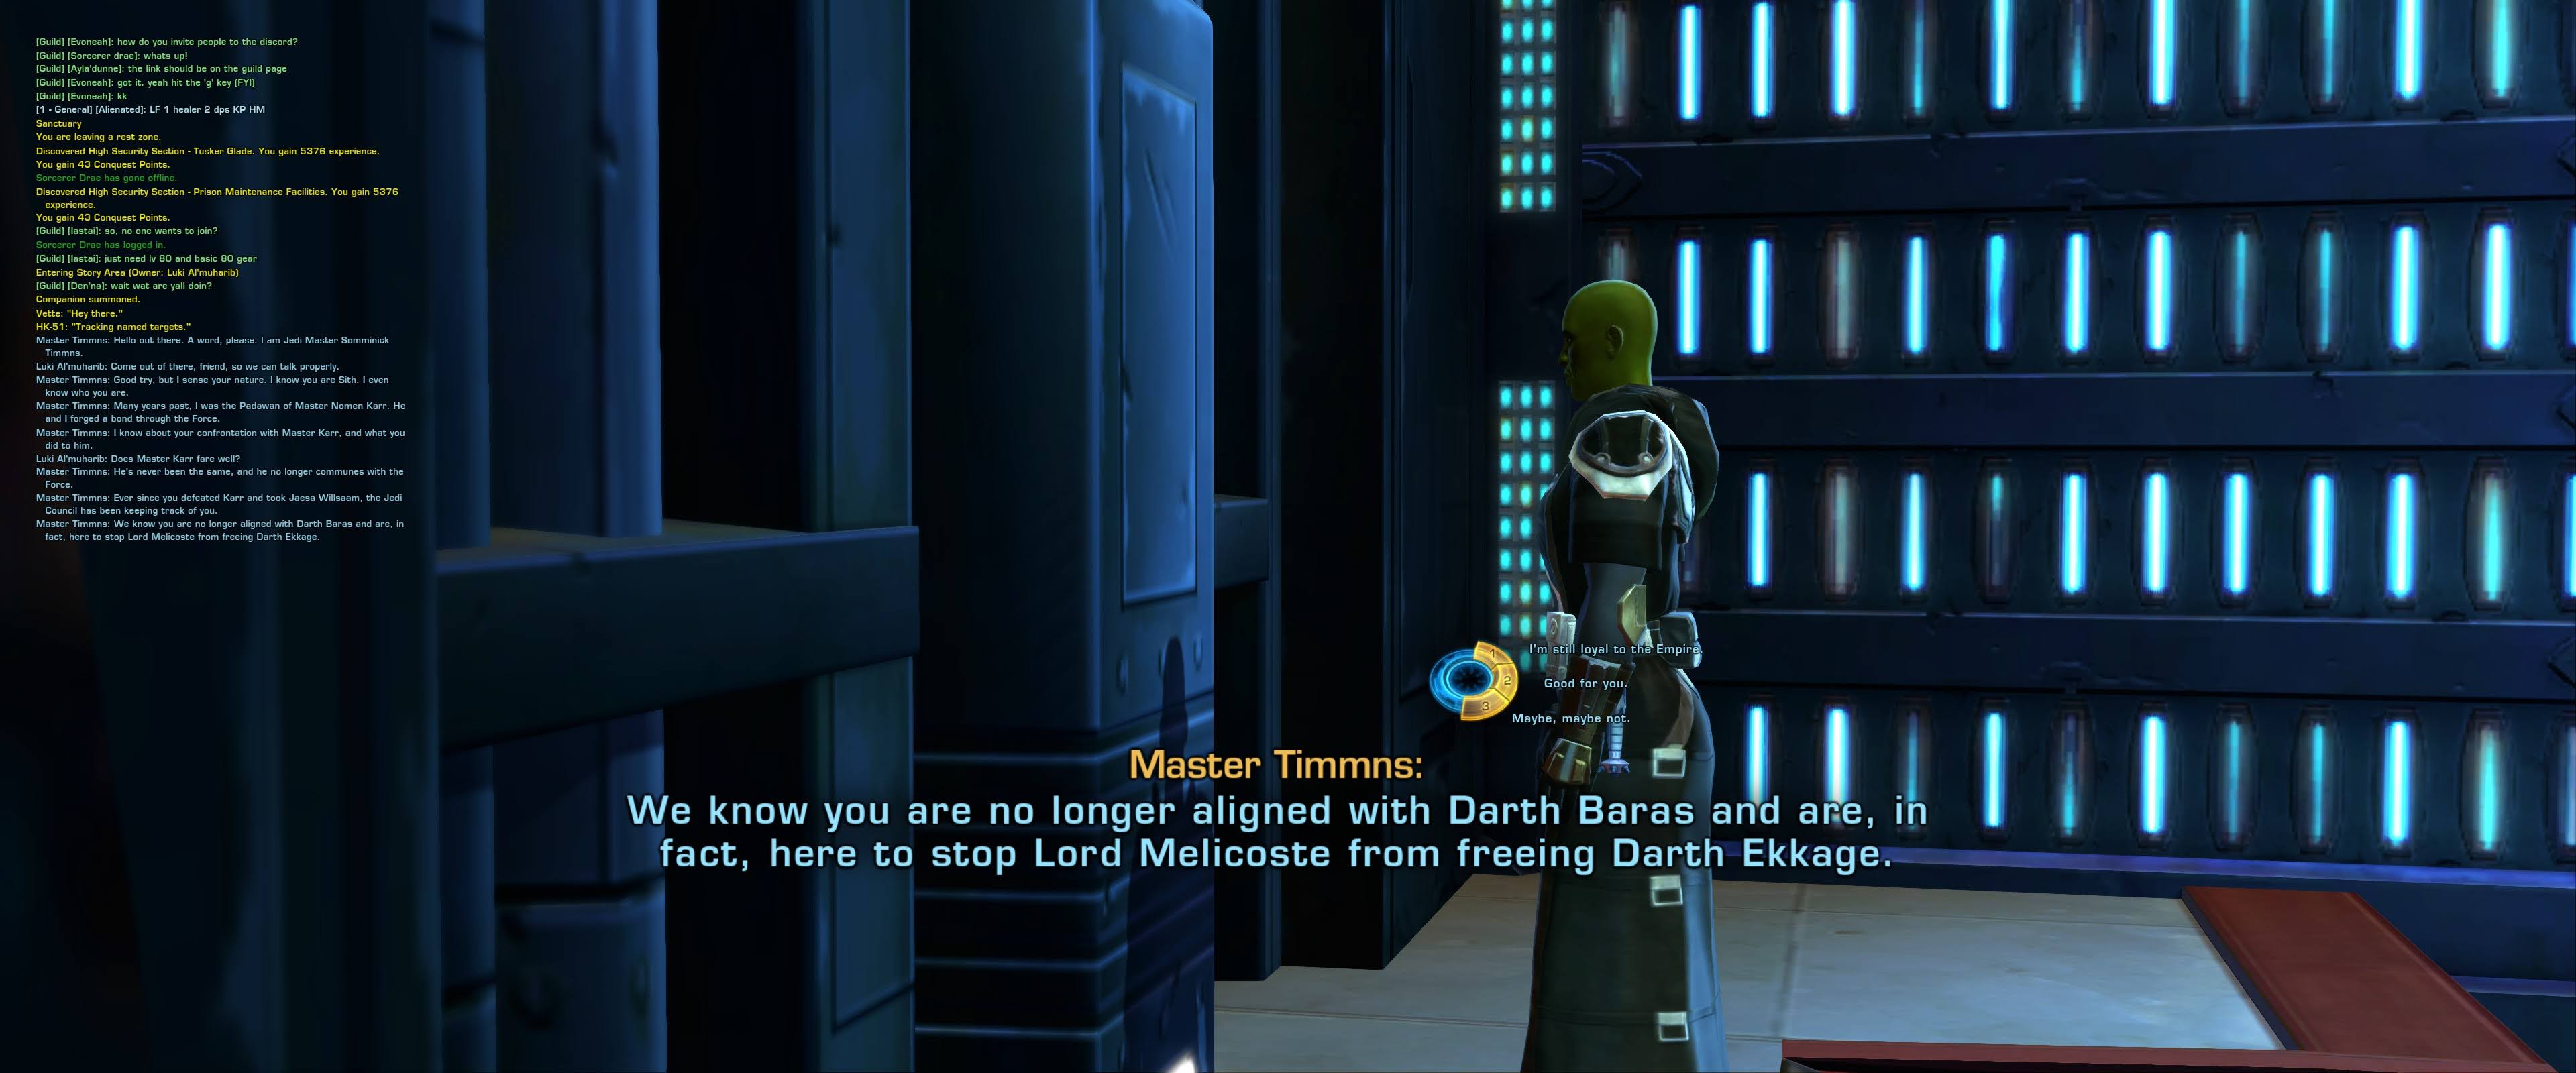 [Guild] [Evoneah]: how do you invite people to the discord?
[Guild] [Sorcerer drae]: whats up!
[Guild] [Ayla'dunne]: the link should be on the guild page
[Guild] [Evoneah]: got it. yeah hit the 'g' key (FYI)
[Guild] [Evoneah]: kk
[1 - General] [Alienated]: LF 1 healer 2 dps KP HM
Sanctuary
You are leaving a rest zone.
Discovered High Security Section - Tusker Glade. You gain 5376 experience.
You gain 43 Conquest Points.
Sorcerer Drae has gone offline.
Discovered High Security Section - Prison Maintenance Facilities. You gain 5376
experience.
You gain 43 Conquest Points.
[Guild] [Iastai]: so, no one wants to join?
Sorcerer Drae has logged in.
[Guild] [Iastai]: just need lv 80 and basic 80 gear
Entering Story Area (Owner: Luki Al'muharib)
[Guild] [Den'na]: wait wat are yall doin?
Companion summoned.
Vette: "Hey there."
HK-51: "Tracking named targets."
Master Timmns: Hello out there. A word, please. I am Jedi Master Somminick
Timmns.
Luki Al'muharib: Come out of there, friend, so we can talk properly.
Master Timmns: Good try, but I sense your nature. I know you are Sith. I even
know who you are.
Master Timmns: Many years past, I was the Padawan of Master Nomen Karr. He
and I forged a bond through the Force.
Master Timmns: I know about your confrontation with Master Karr, and what you
did to him.
Luki Al'muharib: Does Master Karr fare well?
Master Timmns: He's never been the same, and he no longer communes with the
Force.
Master Timmns: Ever since you defeated Karr and took Jaesa Willsaam, the Jedi
Council has been keeping track of you.
Master Timmns: We know you are no longer aligned with Darth Baras and are, in
fact, here to stop Lord Melicoste from freeing Darth Ekkage.
1 I'm still loyal to the Empire.
2 Good for you.
3 Maybe, maybe not.
Master Timmns:
We know you are no longer aligned with Darth Baras and are, in
fact, here to stop Lord Melicoste from freeing Darth Ekkage.